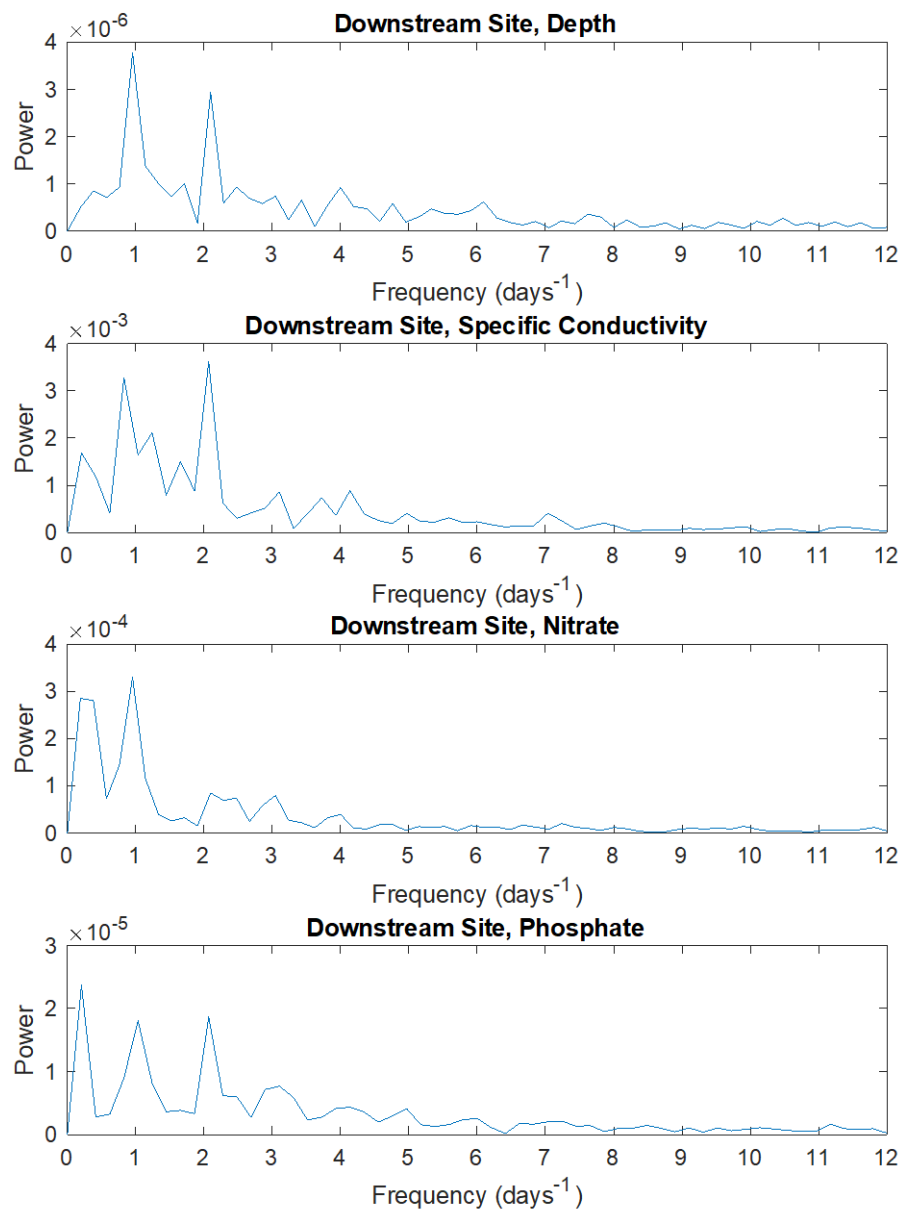 Downstream Site, Depth
×10-6
4
3
2
1
0
Power
0 1 2 3 4 5 6 7 8 9 10 11 12
Frequency (days-1)
Downstream Site, Specific Conductivity
×10-3
4
3
2
1
0
Power
0 1 2 3 4 5 6 7 8 9 10 11 12
Frequency (days-1)
Downstream Site, Nitrate
×10-4
4
3
2
1
0
Power
0 1 2 3 4 5 6 7 8 9 10 11 12
Frequency (days-1)
Downstream Site, Phosphate
×10-5
3
2
1
0
Power
0 1 2 3 4 5 6 7 8 9 10 11 12
Frequency (days-1)